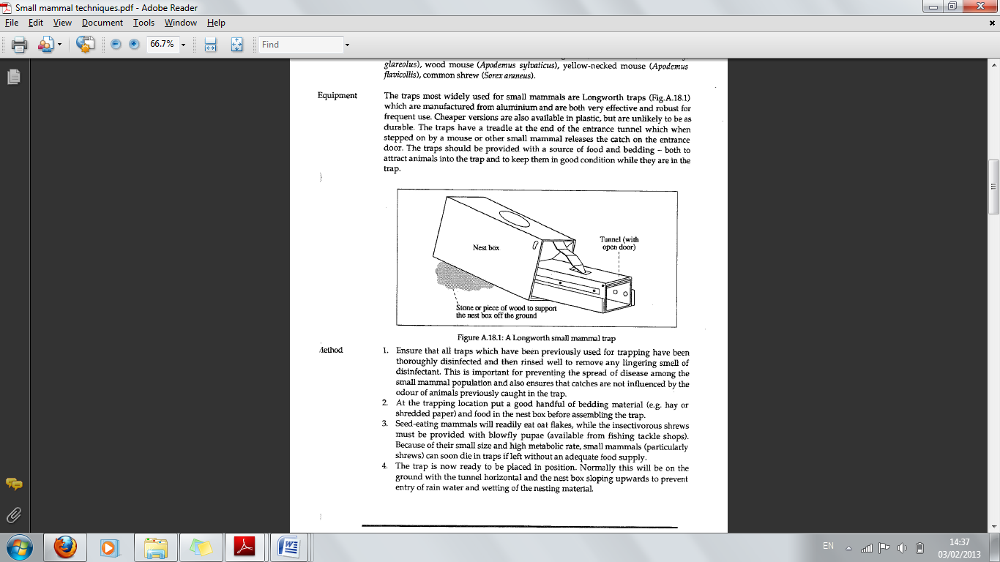 Small mammal techniques.pdf - Adobe Reader
File Edit View Document Tools Window Help
66.7% Find
glareolus), wood mouse (Apodemus sylvaticus), yellow-necked mouse (Apodemus
flavicollis), common shrew (Sorex araneus).
Equipment
The traps most widely used for small mammals are Longworth traps (Fig.A.18.1)
which are manufactured from aluminium and are both very effective and robust for
frequent use. Cheaper versions are also available in plastic, but are unlikely to be as
durable. The traps have a treadle at the end of the entrance tunnel which when
stepped on by a mouse or other small mammal releases the catch on the entrance
door. The traps should be provided with a source of food and bedding – both to
attract animals into the trap and to keep them in good condition while they are in the
trap.
Nest box
Tunnel (with
open door)
Stone or piece of wood to support
the nest box off the ground
Figure A.18.1: A Longworth small mammal trap
Method
1. Ensure that all traps which have been previously used for trapping have been
thoroughly disinfected and then rinsed well to remove any lingering smell of
disinfectant. This is important for preventing the spread of disease among the
small mammal population and also ensures that catches are not influenced by the
odour of animals previously caught in the trap.
2. At the trapping location put a good handful of bedding material (e.g. hay or
shredded paper) and food in the nest box before assembling the trap.
3. Seed-eating mammals will readily eat oat flakes, while the insectivorous shrews
must be provided with blowfly pupae (available from fishing tackle shops).
Because of their small size and high metabolic rate, small mammals (particularly
shrews) can soon die in traps if left without an adequate food supply.
4. The trap is now ready to be placed in position. Normally this will be on the
ground with the tunnel horizontal and the nest box sloping upwards to prevent
entry of rain water and wetting of the nesting material.
EN
14:37
03/02/2013